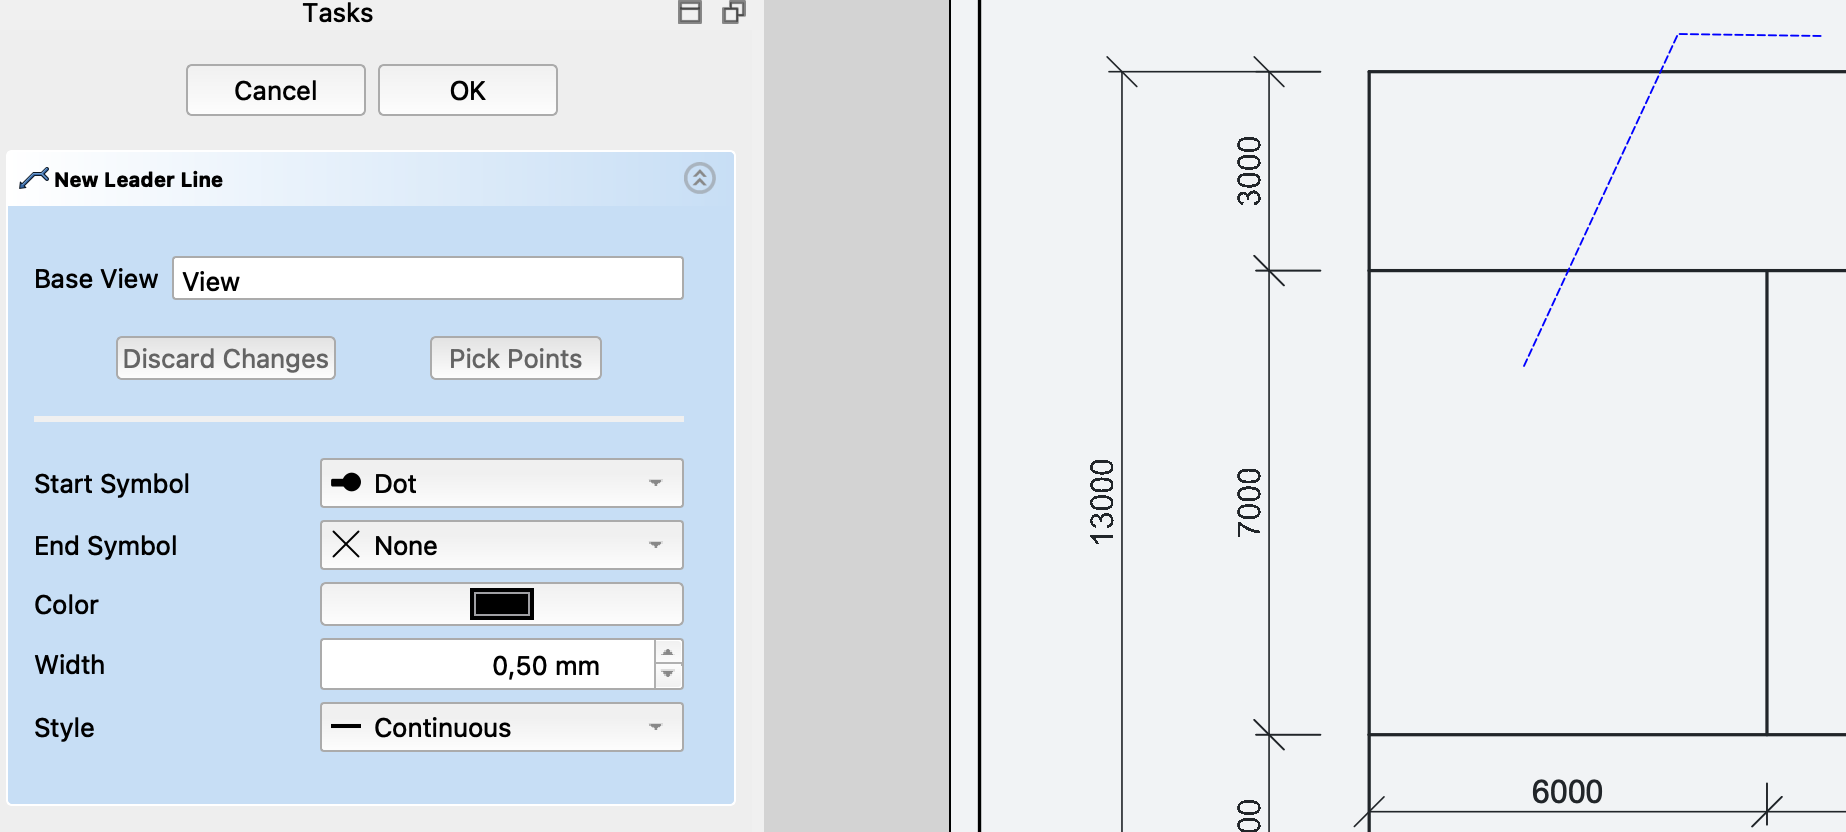 Tasks
Cancel
OK
New Leader Line
Base View
View
Discard Changes
Pick Points
Start Symbol
Dot
End Symbol
None
Color
Width
0,50 mm
Style
Continuous
3000
13000
7000
6000
00